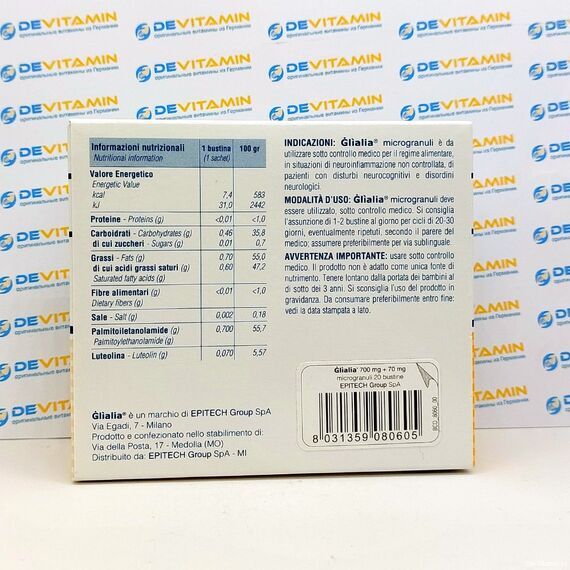 DEVITAMIN
оригинальные витамины из Германии
Informazioni nutrizionali 1 bustina 100 gr
Nutritional information (1 sachet)
Valore Energetico
Energetic Value
kcal 7,4 583
kJ 31,0 2442
Proteine - Proteins (g) <0,01 <1,0
Carboidrati - Carbohydrates (g) 0,46 35,8
di cui zuccheri - Sugars (g) 0,01 0,7
Grassi - Fats (g) 0,70 55,0
di cui acidi grassi saturi (g) 0,60 47,2
Saturated fatty acids (g)
Fibre alimentari (g) <0,01 <1,0
Dietary fibers (g)
Sale - Salt (g) 0,002 0,18
Palmitoiletanolamide (g) 0,700 55,7
Palmitoylethanolamide (g)
Luteolina - Luteolin (g) 0,070 5,57
INDICAZIONI: Glialia® microgranuli è da
utilizzare sotto controllo medico per il regime alimentare,
in situazioni di neuroinfiammazione non controllata, di
pazienti con disturbi neurocognitivi e disordini
neurologici.
MODALITÀ D'USO: Glialia® microgranuli deve
essere utilizzato, sotto controllo medico. Si consiglia
l'assunzione di 1-2 bustine al giorno per cicli di 20-30
giorni, eventualmente ripetuti, secondo il parere del
medico; assumere preferibilmente per via sublinguale.
AVVERTENZA IMPORTANTE: usare sotto controllo
medico. Il prodotto non è adatto come unica fonte di
nutrimento. Tenere lontano dalla portata dei bambini al
di sotto dei 3 anni. Si sconsiglia l'uso del prodotto in
gravidanza. Da consumare preferibilmente entro fine:
vedi la data stampata a lato.
Glialia® è un marchio di EPITECH Group SpA
Via Egadi, 7 - Milano
Prodotto e confezionato nello stabilimento di:
Via della Posta, 17 - Medolla (MO)
Distribuito da: EPITECH Group SpA - MI
Glialia® 700 mg + 70 mg
microgranuli 20 bustine
EPITECH Group SpA
8 031359 080605